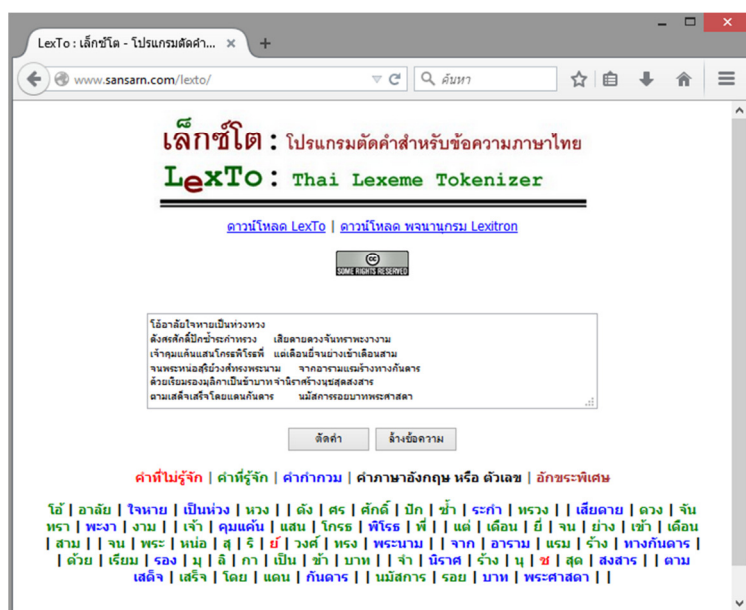 LexTo : เล็กซ์โต - โปรแกรมตัดคำ...
www.sansarn.com/lexto/
ค้นหา
เล็กซ์โต : โปรแกรมตัดคำสำหรับข้อความภาษาไทย
LexTo: Thai Lexeme Tokenizer
ดาวน์โหลด LexTo | ดาวน์โหลด พจนานุกรม Lexitron
cc
SOME RIGHTS RESERVED
โอ้อาลัยใจหายเป็นห่วงหวง
ดังศรศักดิ์ปักซ้ำระกำทรวง เสียดายดวงจันทราพะงางาม
เจ้าคุมแค้นแสนโกรธพิโรธพี่ แต่เดือนยี่จนย่างเข้าเดือนสาม
จนพระหน่อสุริย์วงศ์ทรงพระนาม จากอารามแรมร้างทางกันดาร
ด้วยเรียมรองมุลิกาเป็นข้าบาท จำนิราศร้างนุชสุดสงสาร
ตามเสด็จเสร็จโดยแดนกันดาร นมัสการรอยบาทพระศาสดา
ตัดคำ ล้างข้อความ
คำที่ไม่รู้จัก | คำที่รู้จัก | คำกำกวม | คำภาษาอังกฤษ หรือ ตัวเลข | อักขระพิเศษ
โอ้ | อาลัย | ใจหาย | เป็นห่วง | หวง | | ดัง | ศร | ศักดิ์ | ปัก | ซ้ำ | ระกำ | ทรวง | | เสียดาย | ดวง | จัน
ทรา | พะงา | งาม | | เจ้า | คุมแค้น | แสน | โกรธ | พิโรธ | พี่ | | แต่ | เดือน | ยี่ | จน | ย่าง | เข้า | เดือน
| สาม | | จน | พระ | หน่อ | สุ | ริ | ย์ | วงศ์ | ทรง | พระนาม | | จาก | อาราม | แรม | ร้าง | ทางกันดาร |
| ด้วย | เรียม | รอง | มุ | ลิ | กา | เป็น | ข้า | บาท | | จำ | นิราศ | ร้าง | นุ | ช | สุด | สงสาร | | ตาม
เสด็จ | เสร็จ | โดย | แดน | กันดาร | | นมัสการ | รอย | บาท | พระศาสดา | |